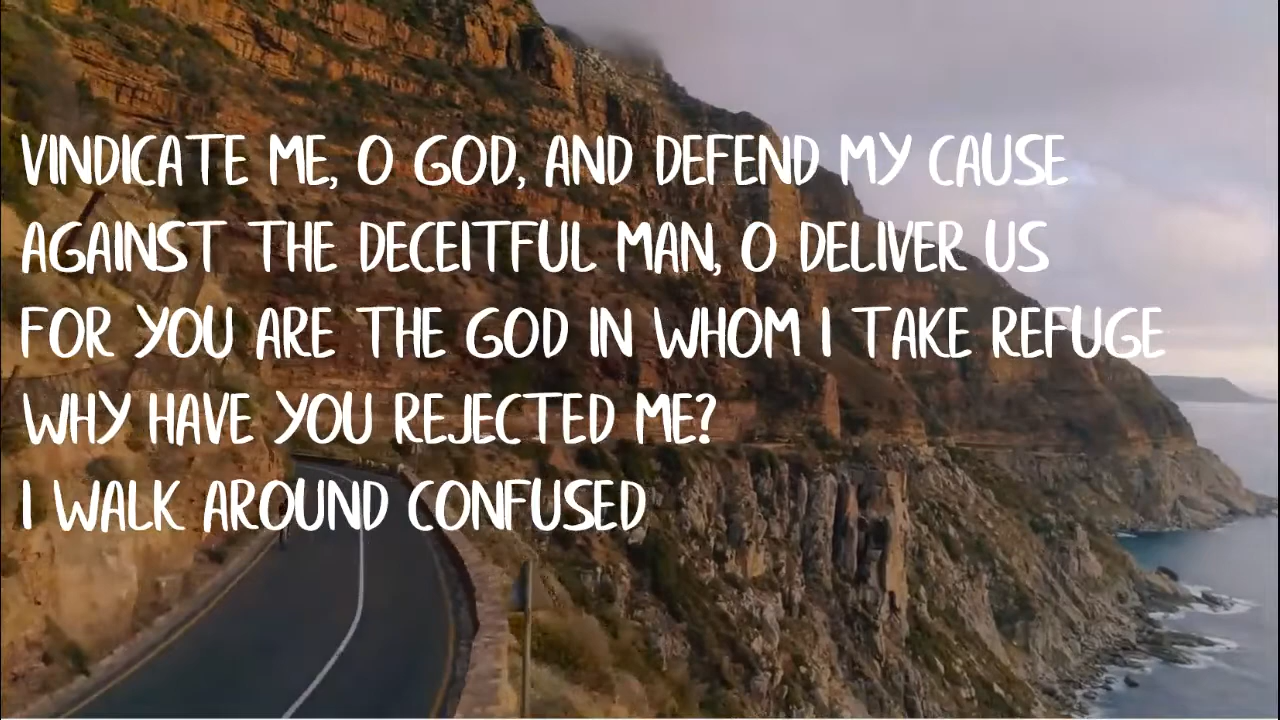 VINDICATE ME, O GOD, AND DEFEND MY CAUSE
AGAINST THE DECEITFUL MAN, O DELIVER US
FOR YOU ARE THE GOD IN WHOM I TAKE REFUGE
WHY HAVE YOU REJECTED ME?
I WALK AROUND CONFUSED